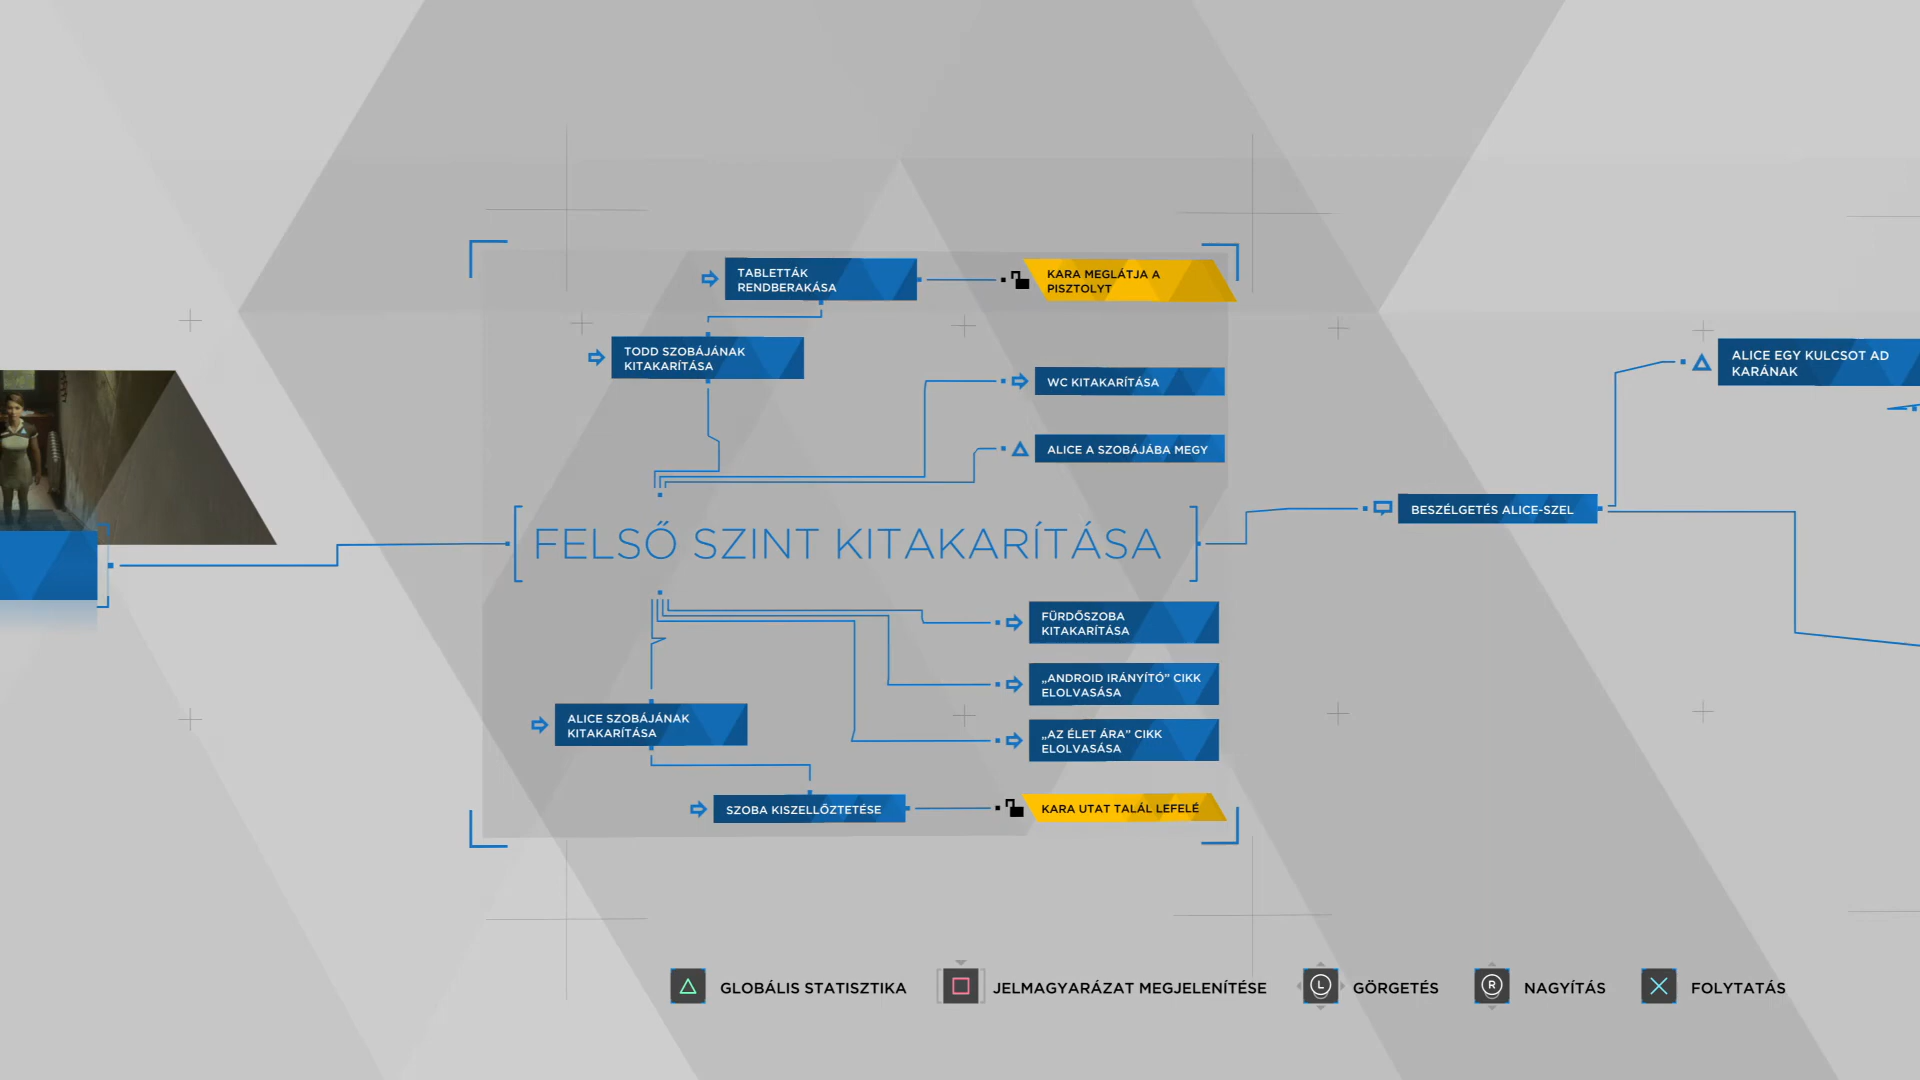 TABLETTÁK
RENDBERAKÁSA
KARA MEGLÁTJA A
PISZTOLYT
TODD SZOBÁJÁNAK
KITAKARÍTÁSA
WC KITAKARÍTÁSA
ALICE A SZOBÁJÁBA MEGY
ALICE EGY KULCSOT AD
KARÁNAK
FELSŐ SZINT KITAKARÍTÁSA
BESZÉLGETÉS ALICE-SZEL
FÜRDŐSZOBA
KITAKARÍTÁSA
„ANDROID IRÁNYÍTÓ” CIKK
ELOLVASÁSA
ALICE SZOBÁJÁNAK
KITAKARÍTÁSA
„AZ ÉLET ÁRA” CIKK
ELOLVASÁSA
SZOBA KISZELLŐZTETÉSE
KARA UTAT TALÁL LEFELÉ
GLOBÁLIS STATISZTIKA
JELMAGYARÁZAT MEGJELENÍTÉSE
L
GÖRGETÉS
R
NAGYÍTÁS
FOLYTATÁS